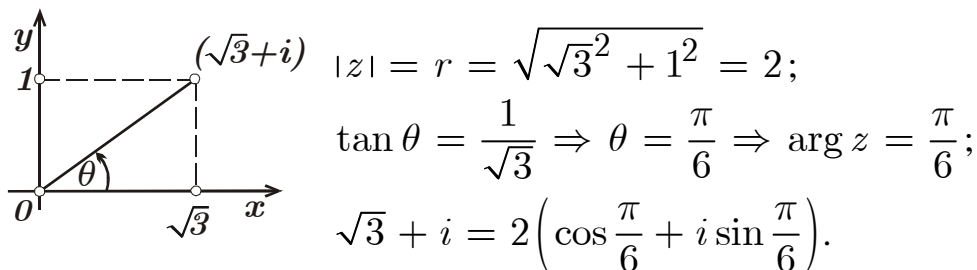 y
(√3+i)
1
θ
0
√3
x
|z| = r = √(√3² + 1²) = 2;
tan θ = 1/√3 ⇒ θ = π/6 ⇒ arg z = π/6;
√3 + i = 2(cos π/6 + i sin π/6).